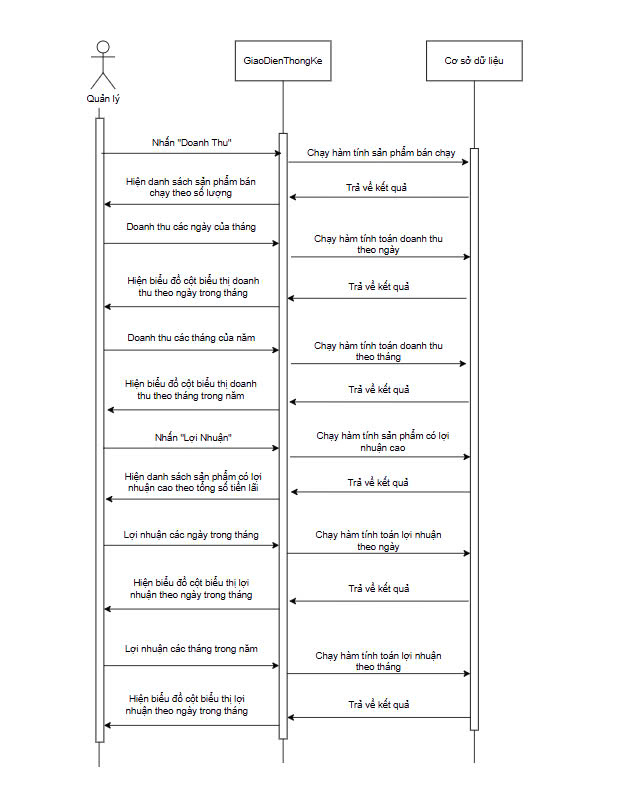 GiaoDienThongKe
Cơ sở dữ liệu
Quản lý
Nhấn "Doanh Thu"
Chạy hàm tính sản phẩm bán chạy
Hiện danh sách sản phẩm bán
chạy theo số lượng
Trả về kết quả
Doanh thu các ngày của tháng
Chạy hàm tính toán doanh thu
theo ngày
Hiện biểu đồ cột biểu thị doanh
thu theo ngày trong tháng
Trả về kết quả
Doanh thu các tháng của năm
Chạy hàm tính toán doanh thu
theo tháng
Hiện biểu đồ cột biểu thị doanh
thu theo tháng trong năm
Trả về kết quả
Nhấn "Lợi Nhuận"
Chạy hàm tính sản phẩm có lợi
nhuận cao
Hiện danh sách sản phẩm có lợi
nhuận cao theo tổng số tiền lãi
Trả về kết quả
Lợi nhuận các ngày trong tháng
Chạy hàm tính toán lợi nhuận
theo ngày
Hiện biểu đồ cột biểu thị lợi
nhuận theo ngày trong tháng
Trả về kết quả
Lợi nhuận các tháng trong năm
Chạy hàm tính toán lợi nhuận
theo tháng
Hiện biểu đồ cột biểu thị lợi
nhuận theo ngày trong tháng
Trả về kết quả